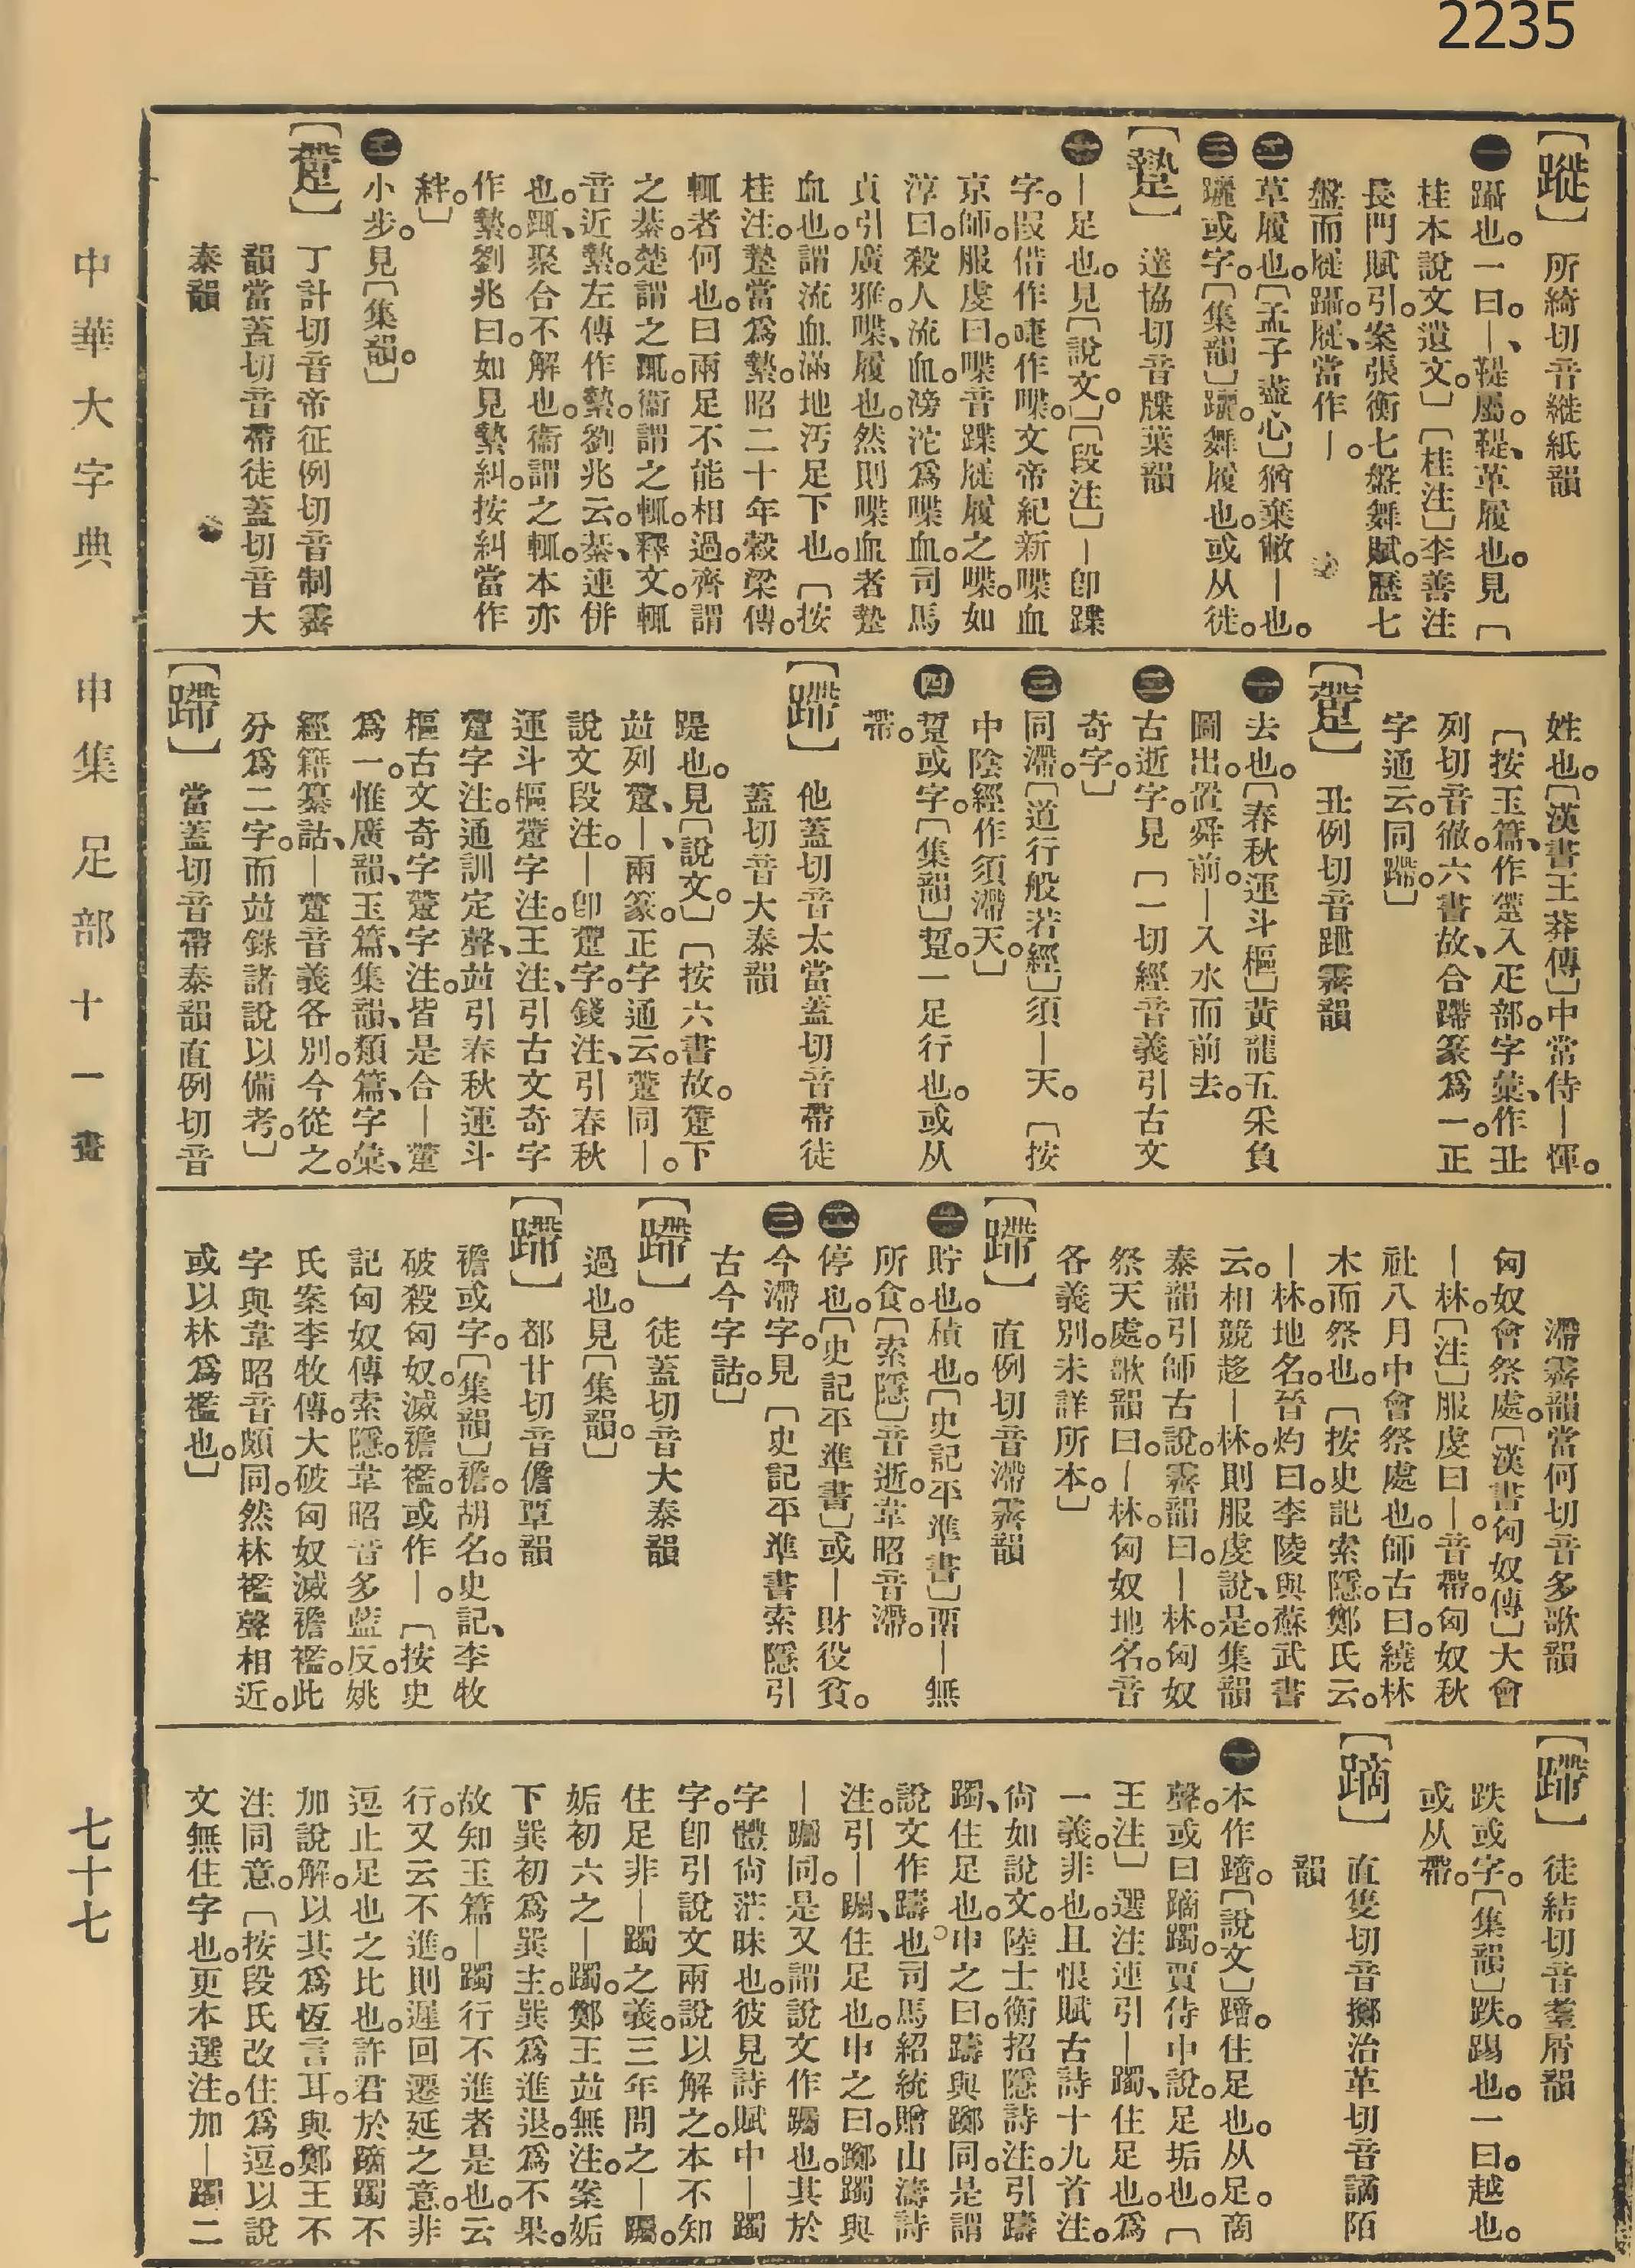 2235
【蹝】 所綺切音縰紙韻
㊀躡也。一曰。—、鞮屬。鞮、革履也。見〔
桂本說文遺文。〕〔桂注〕李善注
長門賦引。案張衡七盤舞賦。歷七
盤而屣躡。屣、當作—。
㊁草履也。〔孟子盡心〕猶棄敝—也。
㊂躧或字。〔集韻〕躧。舞履也。或从徙。
【踅】 達協切音牒葉韻
㊀—足也。見〔說文。〕〔段注〕—卽蹀
字。叚借作啑作喋。文帝紀新喋血
京師。服虔曰。喋音蹀屣履之喋。如
淳曰。殺人流血。滂沱爲喋血。司馬
貞引廣雅。喋、履也。然則喋血者
血也。謂流血滿地汚足下也。〔按
桂注。當爲縶。昭二十年穀梁傳。
輒者何也。曰兩足不能相過。齊謂
之綦。楚謂之踂。衞謂之輒。釋文。輒
音近縶。左傳作縶。劉兆云。綦、連併
也。踂、聚合不解也。衞謂之輒。本亦
作縶。劉兆曰。如見縶糾。按糾當作
絆。〕
㊁小步。見〔集韻。〕
【躛】 丁計切音帝征例切音制霽
韻當蓋切音帶徒蓋切音大
泰韻
姓也。〔漢書王莽傳〕中常侍—惲。
〔按玉篇、作躛入疋部。字彙、作丑
列切音徹。六書故、合蹛篆爲一。正
字通云。同蹛。〕
丑例切音跇霽韻
㊀去也。〔春秋運斗樞〕黃龍五采負
圖出。置舜前。—入水而前去。
㊁古逝字。見〔一切經音義引古文
奇字。〕
㊂同滯。〔道行般若經〕須—天。〔按
中陰經作須滯天。〕
㊃踅或字。〔集韻〕踅。一足行也。或从
帶。
【蹛】 他蓋切音太當蓋切音帶徒
蓋切音大泰韻
踶也。見〔說文。〕〔按六書故。躛下
竝列躛、—、兩篆。正字通云。躛同—。
說文段注。—卽躛字。錢注、引春秋
運斗樞躛字注。王注、引古文奇字
躛字注。通訓定聲、竝引春秋運斗
樞古文奇字躛字注。皆是合—躛
爲一。惟廣韻、玉篇、集韻、類篇、字彙、
經籍纂詁、—躛音義各別。今從之。
分爲二字。而竝錄諸說以備考。〕
【蹛】 當蓋切音帶泰韻直例切音
滯霽韻當何切音多歌韻
匈奴會祭處。〔漢書匈奴傳〕大會
—林。〔注〕服虔曰—。音帶。匈奴秋
社八月中會祭處也。師古曰。繞林
木而祭也。〔按史記索隱。鄭氏云。
—林。地名。晉灼曰。李陵與蘇武書
云。相競趍—林。則服虔說、是。集韻
泰韻引師古說。霽韻曰。—林。匈奴
祭天處。歌韻曰。—林。匈奴地名。音
各義別。未詳所本。〕
【蹛】 直例切音滯霽韻
㊀貯也。積也。〔史記平準書〕畱—無
所食。〔索隱〕音逝。韋昭音滯。
㊁停也。〔史記平準書〕或—財役貧。
㊂今滯字。見〔史記平準書索隱引
古今字詁〕
【蹛】 徒蓋切音大泰韻
過也。見〔集韻。〕
【蹛】 都甘切音儋覃韻
襜或字。〔集韻〕襜。胡名。史記、李牧
破殺匈奴。滅襜襤。或作—。〔按史
記匈奴傳索隱。韋昭音多藍反。姚
氏案李牧傳。大破匈奴滅襜襤。此
字與韋昭音頗同。然林襤聲相近。
或以林爲襤也。〕
【蹛】 徒結切音耋屑韻
跌或字。〔集韻〕跌。踢也。一曰。越也。
或从帶。
【蹢】 直隻切音擲治革切音謫陌
韻
㊀本作蹢。〔說文〕蹢。住足也。从足。商
聲。或曰蹢躅。賈侍中說。足垢也。〔
王注〕選注連引—躅、住足也。爲
一義。非也。且恨賦古詩十九首注。
尙如說文。陸士衡招隱詩注。引躊
躅、住足也。申之曰。躊與躑同。是謂
說文作躊也。司馬紹統贈山濤詩
注。引—躅、住足也。申之曰。躑躅與
—躅同。是又謂說文作躅也。其於
字體尙茫昧也。彼見詩賦中—躅
字。卽引說文兩說以解之。本不知
住足非—躅之義。三年問之—躅。
姤初六之—躅。鄭王竝無注。案姤
下巽初爲巽主。巽爲進退。爲不果。
故知玉篇—躅行不進者是也。云
行。又云不進。則遲回遷延之意。非
逗止足也之比也。許君於蹢躅不
加說解。以其爲恆言耳。與鄭王不
注同意。〔按段氏改住爲逗。以說
文無住字也。更本選注。加—躅二
中華大字典 申集 足部 十一畫 七十七